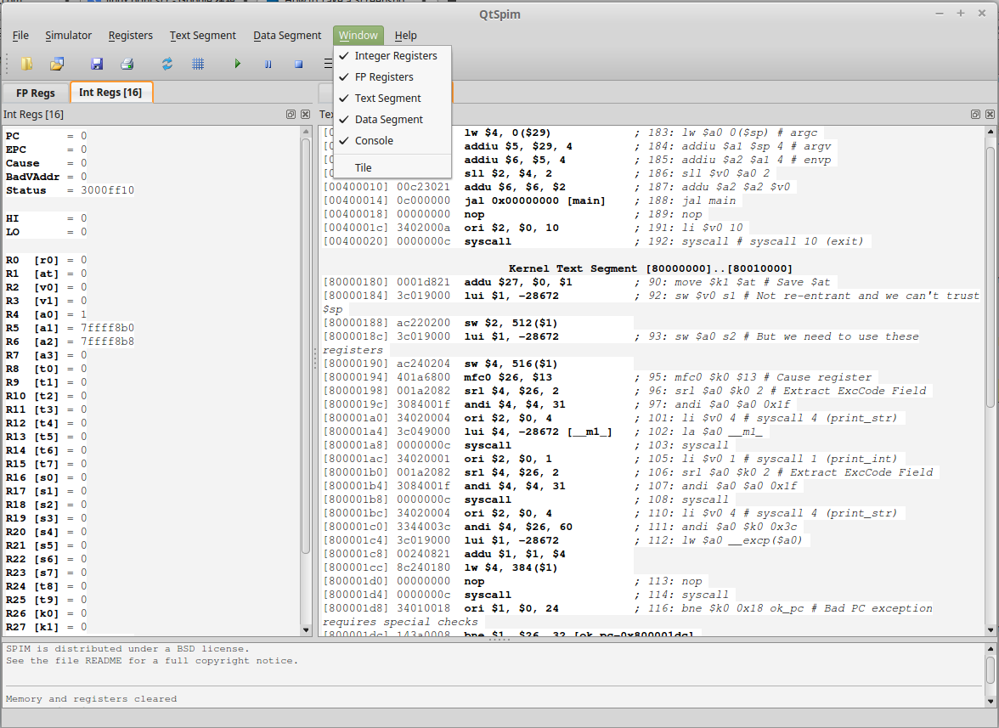 QtSpim
File Simulator Registers Text Segment Data Segment Window Help
Integer Registers
FP Registers
Text Segment
Data Segment
Console
Tile
FP Regs Int Regs [16]
Int Regs [16]
PC = 0
EPC = 0
Cause = 0
BadVAddr = 0
Status = 3000ff10
HI = 0
LO = 0
R0 [r0] = 0
R1 [at] = 0
R2 [v0] = 0
R3 [v1] = 0
R4 [a0] = 1
R5 [a1] = 7ffff8b0
R6 [a2] = 7ffff8b8
R7 [a3] = 0
R8 [t0] = 0
R9 [t1] = 0
R10 [t2] = 0
R11 [t3] = 0
R12 [t4] = 0
R13 [t5] = 0
R14 [t6] = 0
R15 [t7] = 0
R16 [s0] = 0
R17 [s1] = 0
R18 [s2] = 0
R19 [s3] = 0
R20 [s4] = 0
R21 [s5] = 0
R22 [s6] = 0
R23 [s7] = 0
R24 [t8] = 0
R25 [t9] = 0
R26 [k0] = 0
R27 [k1] = 0
lw $4, 0($29) ; 183: lw $a0 0($sp) # argc
addiu $5, $29, 4 ; 184: addiu $a1 $sp 4 # argv
addiu $6, $5, 4 ; 185: addiu $a2 $a1 4 # envp
sll $2, $4, 2 ; 186: sll $v0 $a0 2
[00400010] 00c23021 addu $6, $6, $2 ; 187: addu $a2 $a2 $v0
[00400014] 0c000000 jal 0x00000000 [main] ; 188: jal main
[00400018] 00000000 nop ; 189: nop
[0040001c] 3402000a ori $2, $0, 10 ; 191: li $v0 10
[00400020] 0000000c syscall ; 192: syscall # syscall 10 (exit)
Kernel Text Segment [80000000]..[80010000]
[80000180] 0001d821 addu $27, $0, $1 ; 90: move $k1 $at # Save $at
[80000184] 3c019000 lui $1, -28672 ; 92: sw $v0 s1 # Not re-entrant and we can't trust
$sp
[80000188] ac220200 sw $2, 512($1)
[8000018c] 3c019000 lui $1, -28672 ; 93: sw $a0 s2 # But we need to use these
registers
[80000190] ac240204 sw $4, 516($1)
[80000194] 401a6800 mfc0 $26, $13 ; 95: mfc0 $k0 $13 # Cause register
[80000198] 001a2082 srl $4, $26, 2 ; 96: srl $a0 $k0 2 # Extract ExcCode Field
[8000019c] 3084001f andi $4, $4, 31 ; 97: andi $a0 $a0 0x1f
[800001a0] 34020004 ori $2, $0, 4 ; 101: li $v0 4 # syscall 4 (print_str)
[800001a4] 3c049000 lui $4, -28672 [__m1_] ; 102: la $a0 __m1_
[800001a8] 0000000c syscall ; 103: syscall
[800001ac] 34020001 ori $2, $0, 1 ; 105: li $v0 1 # syscall 1 (print_int)
[800001b0] 001a2082 srl $4, $26, 2 ; 106: srl $a0 $k0 2 # Extract ExcCode Field
[800001b4] 3084001f andi $4, $4, 31 ; 107: andi $a0 $a0 0x1f
[800001b8] 0000000c syscall ; 108: syscall
[800001bc] 34020004 ori $2, $0, 4 ; 110: li $v0 4 # syscall 4 (print_str)
[800001c0] 3344003c andi $4, $26, 60 ; 111: andi $a0 $k0 0x3c
[800001c4] 3c019000 lui $1, -28672 ; 112: lw $a0 __excp($a0)
[800001c8] 00240821 addu $1, $1, $4
[800001cc] 8c240180 lw $4, 384($1)
[800001d0] 00000000 nop ; 113: nop
[800001d4] 0000000c syscall ; 114: syscall
[800001d8] 34010018 ori $1, $0, 24 ; 116: bne $k0 0x18 ok_pc # Bad PC exception
requires special checks
[800001dc] 143a0008 bne $1, $26, 32 [ok_pc-0x800001dc]
SPIM is distributed under a BSD license.
See the file README for a full copyright notice.
Memory and registers cleared